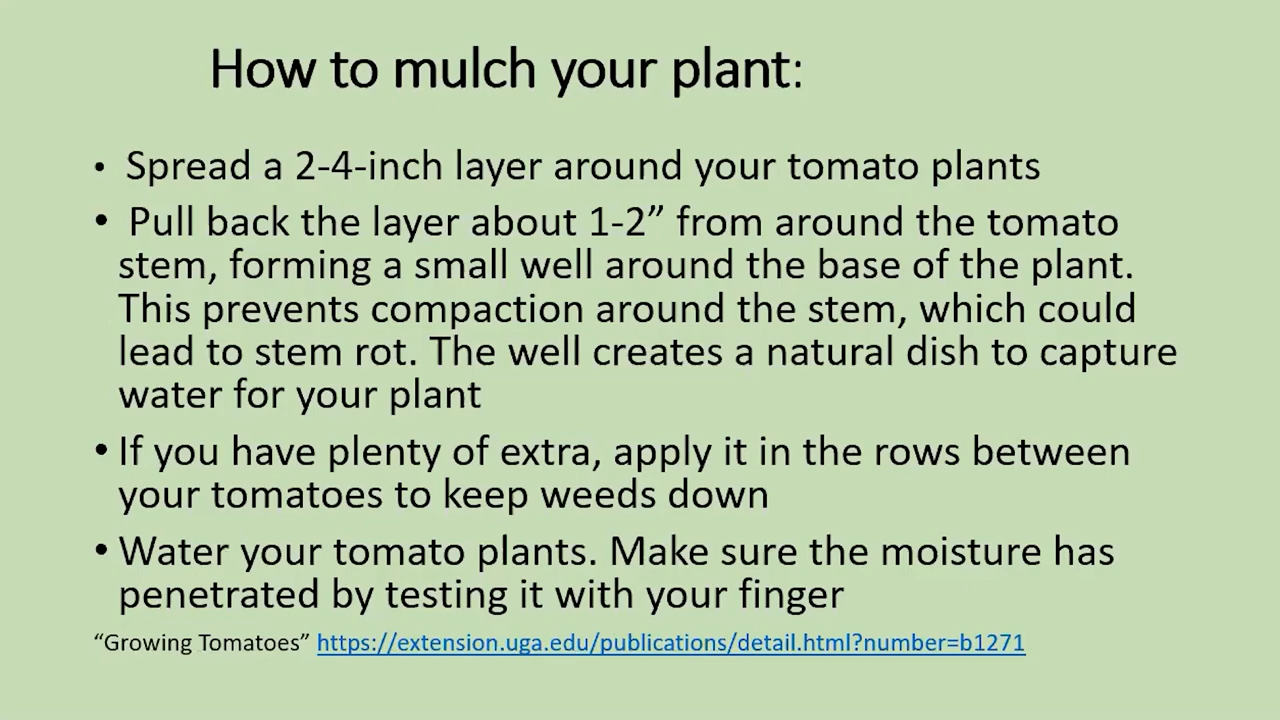 How to mulch your plant:
• Spread a 2-4-inch layer around your tomato plants
• Pull back the layer about 1-2” from around the tomato
stem, forming a small well around the base of the plant.
This prevents compaction around the stem, which could
lead to stem rot. The well creates a natural dish to capture
water for your plant
• If you have plenty of extra, apply it in the rows between
your tomatoes to keep weeds down
• Water your tomato plants. Make sure the moisture has
penetrated by testing it with your finger
“Growing Tomatoes” https://extension.uga.edu/publications/detail.html?number=b1271